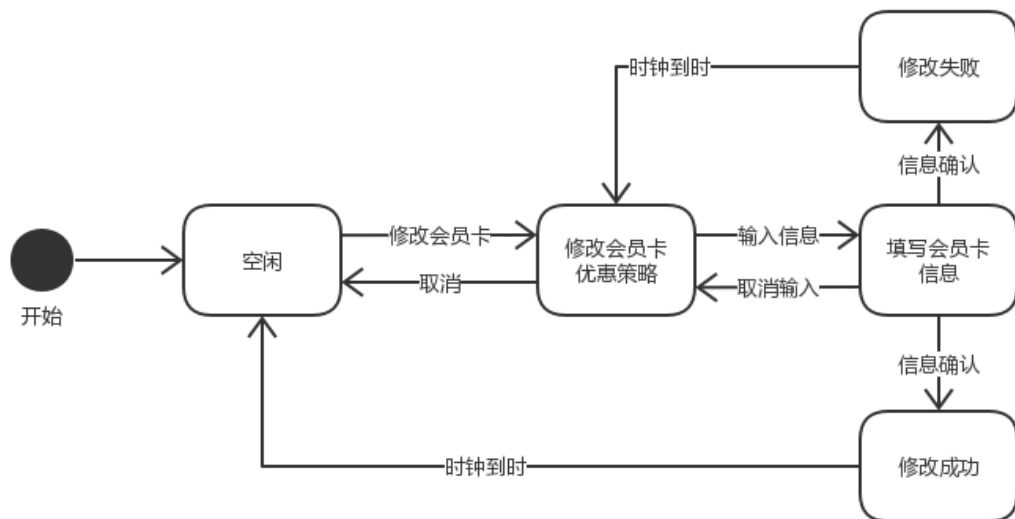 修改失败
时钟到时
信息确认
修改会员卡
输入信息
空闲
修改会员卡
优惠策略
填写会员卡
信息
取消
取消输入
开始
信息确认
时钟到时
修改成功